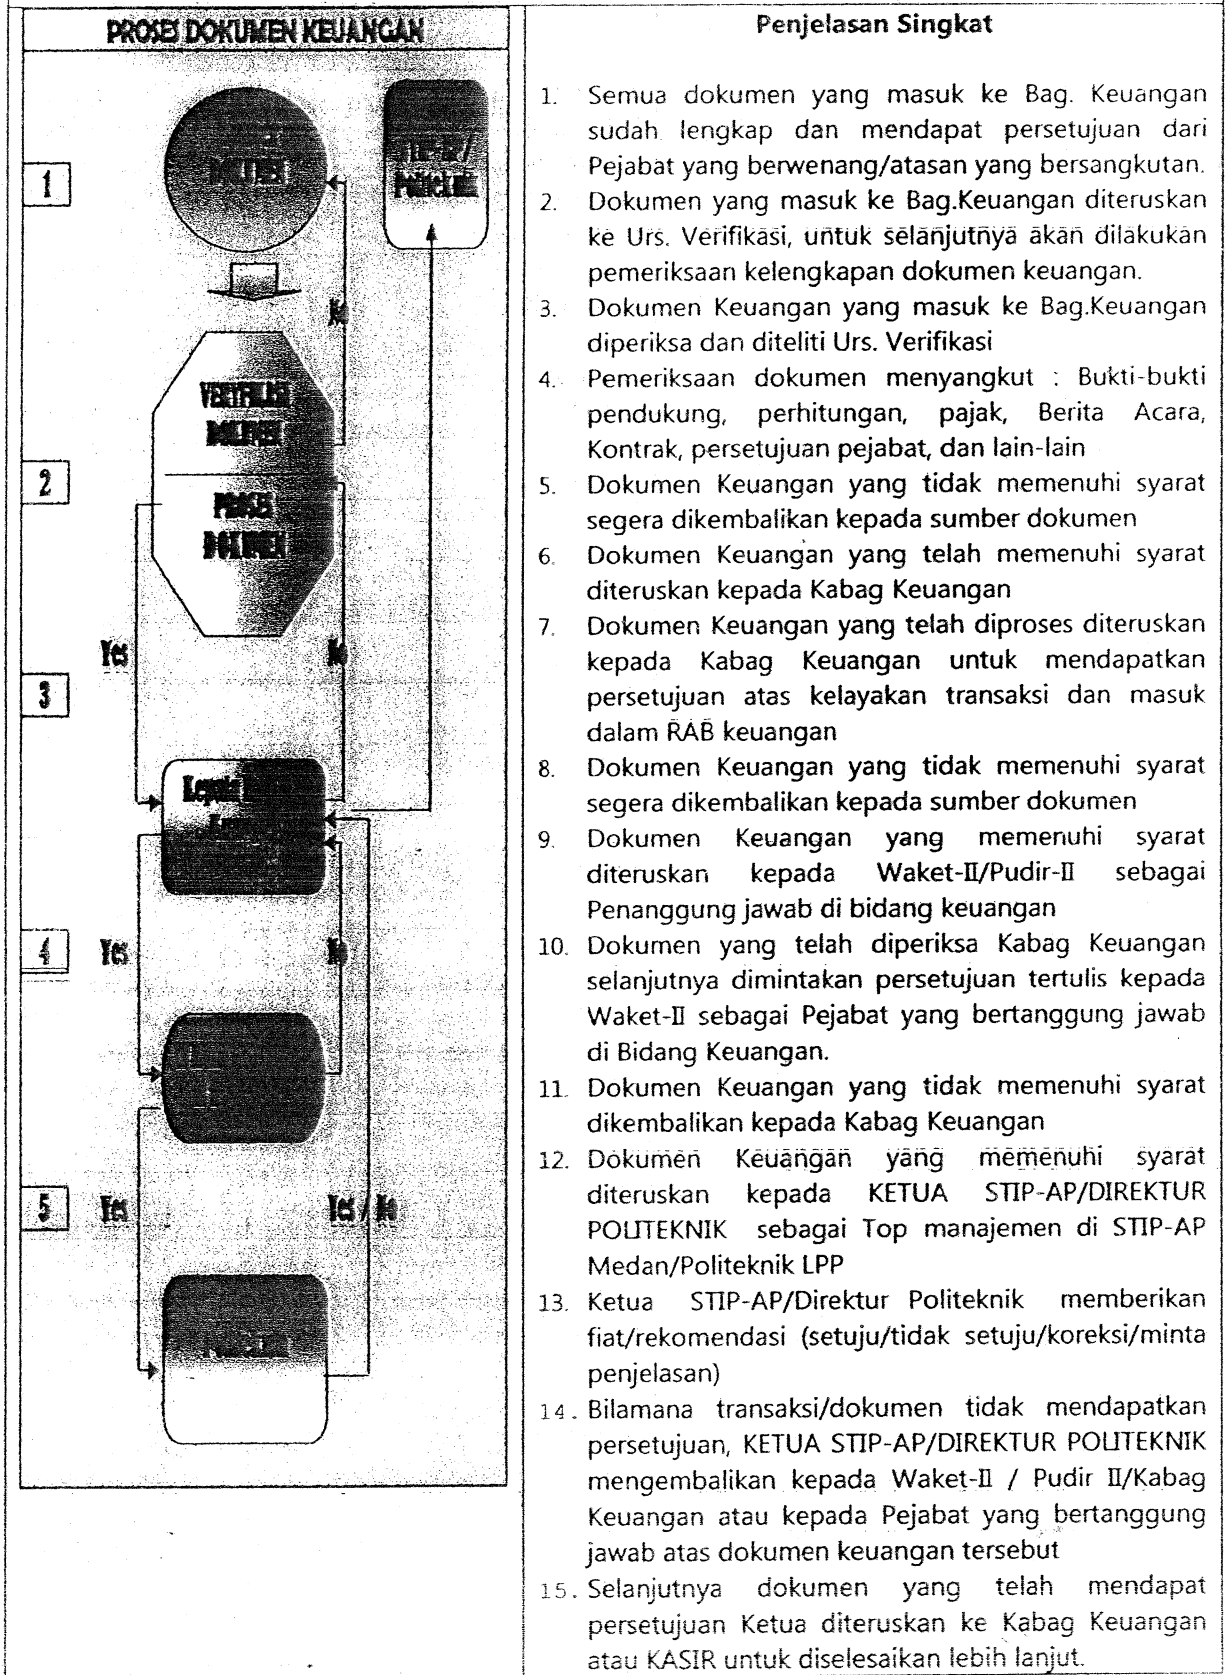 PROSES DOKUMEN KEUANGAN
1
DOKUMEN
Politeknik
No
VERIFIKASI
DOKUMEN
2
PROSES
DOKUMEN
Yes
No
3
Kepala
4
Yes
No
5
Yes
Yes / No
Penjelasan Singkat
1. Semua dokumen yang masuk ke Bag. Keuangan
sudah lengkap dan mendapat persetujuan dari
Pejabat yang berwenang/atasan yang bersangkutan.
2. Dokumen yang masuk ke Bag.Keuangan diteruskan
ke Urs. Verifikasi, untuk selanjutnya akan dilakukan
pemeriksaan kelengkapan dokumen keuangan.
3. Dokumen Keuangan yang masuk ke Bag.Keuangan
diperiksa dan diteliti Urs. Verifikasi
4. Pemeriksaan dokumen menyangkut : Bukti-bukti
pendukung, perhitungan, pajak, Berita Acara,
Kontrak, persetujuan pejabat, dan lain-lain
5. Dokumen Keuangan yang tidak memenuhi syarat
segera dikembalikan kepada sumber dokumen
6. Dokumen Keuangan yang telah memenuhi syarat
diteruskan kepada Kabag Keuangan
7. Dokumen Keuangan yang telah diproses diteruskan
kepada Kabag Keuangan untuk mendapatkan
persetujuan atas kelayakan transaksi dan masuk
dalam RAB keuangan
8. Dokumen Keuangan yang tidak memenuhi syarat
segera dikembalikan kepada sumber dokumen
9. Dokumen Keuangan yang memenuhi syarat
diteruskan kepada Waket-II/Pudir-II sebagai
Penanggung jawab di bidang keuangan
10. Dokumen yang telah diperiksa Kabag Keuangan
selanjutnya dimintakan persetujuan tertulis kepada
Waket-II sebagai Pejabat yang bertanggung jawab
di Bidang Keuangan.
11. Dokumen Keuangan yang tidak memenuhi syarat
dikembalikan kepada Kabag Keuangan
12. Dokumen Keuangan yang memenuhi syarat
diteruskan kepada KETUA STIP-AP/DIREKTUR
POLITEKNIK sebagai Top manajemen di STIP-AP
Medan/Politeknik LPP
13. Ketua STIP-AP/Direktur Politeknik memberikan
fiat/rekomendasi (setuju/tidak setuju/koreksi/minta
penjelasan)
14. Bilamana transaksi/dokumen tidak mendapatkan
persetujuan, KETUA STIP-AP/DIREKTUR POLITEKNIK
mengembalikan kepada Waket-II / Pudir II/Kabag
Keuangan atau kepada Pejabat yang bertanggung
jawab atas dokumen keuangan tersebut
15. Selanjutnya dokumen yang telah mendapat
persetujuan Ketua diteruskan ke Kabag Keuangan
atau KASIR untuk diselesaikan lebih lanjut.